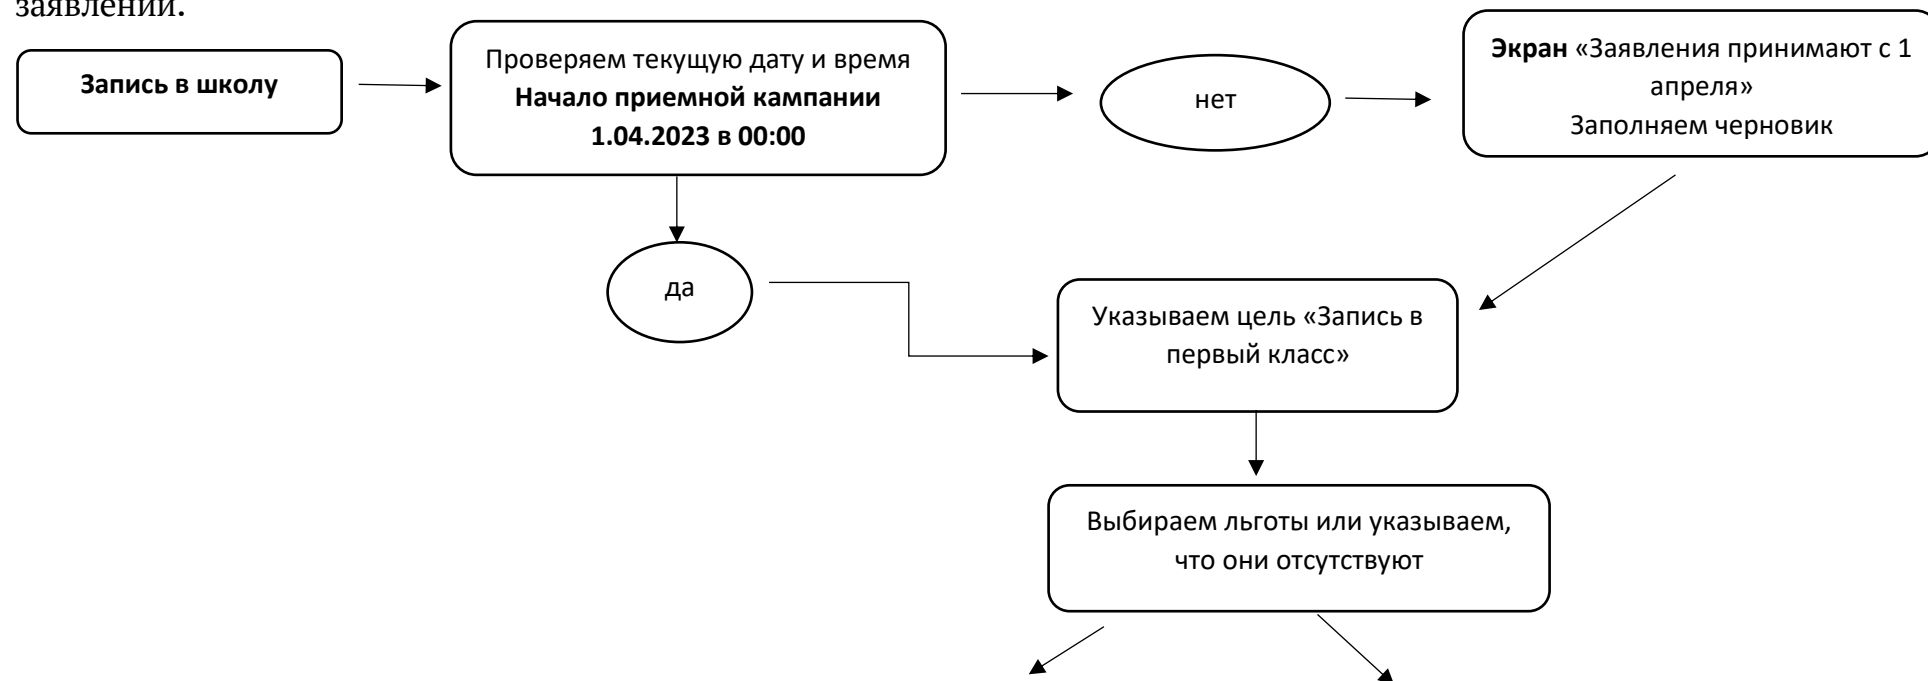 заявлений.
Запись в школу
Проверяем текущую дату и время
Начало приемной кампании
1.04.2023 в 00:00
нет
Экран «Заявления принимают с 1
апреля»
Заполняем черновик
да
Указываем цель «Запись в
первый класс»
Выбираем льготы или указываем,
что они отсутствуют